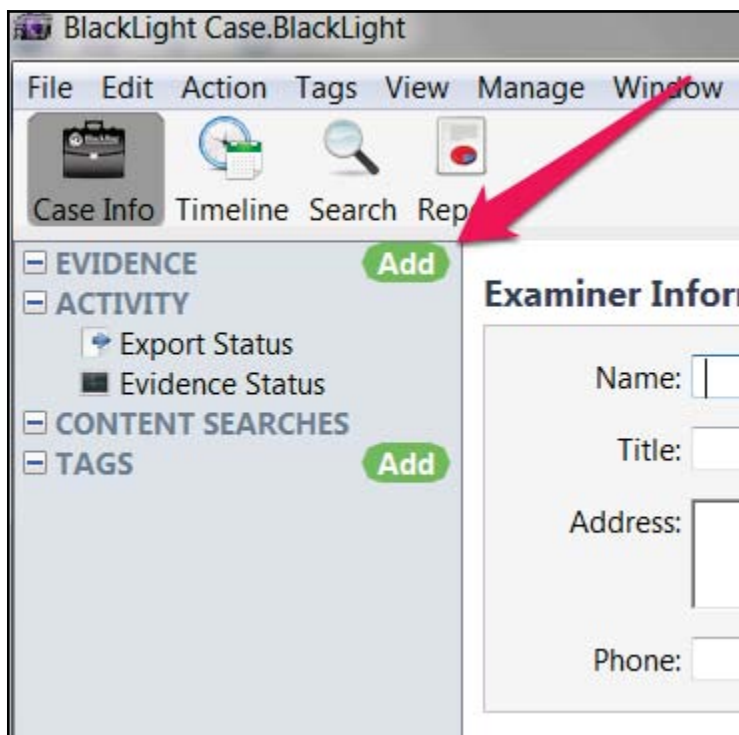 BlackLight Case.BlackLight
File Edit Action Tags View Manage Window
Case Info Timeline Search Rep
EVIDENCE Add
Examiner Infor
ACTIVITY
Export Status
Name:
Evidence Status
CONTENT SEARCHES
Title:
TAGS Add
Address:
Phone: